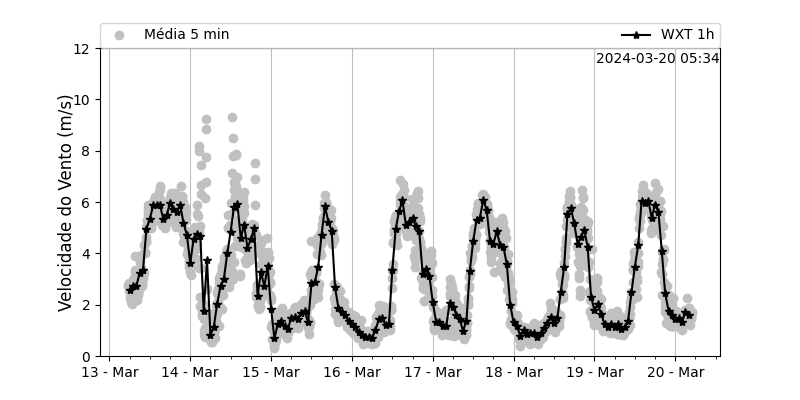 Média 5 min
WXT 1h
2024-03-20 05:34
Velocidade do Vento (m/s)
12
10
8
6
4
2
0
13 - Mar
14 - Mar
15 - Mar
16 - Mar
17 - Mar
18 - Mar
19 - Mar
20 - Mar